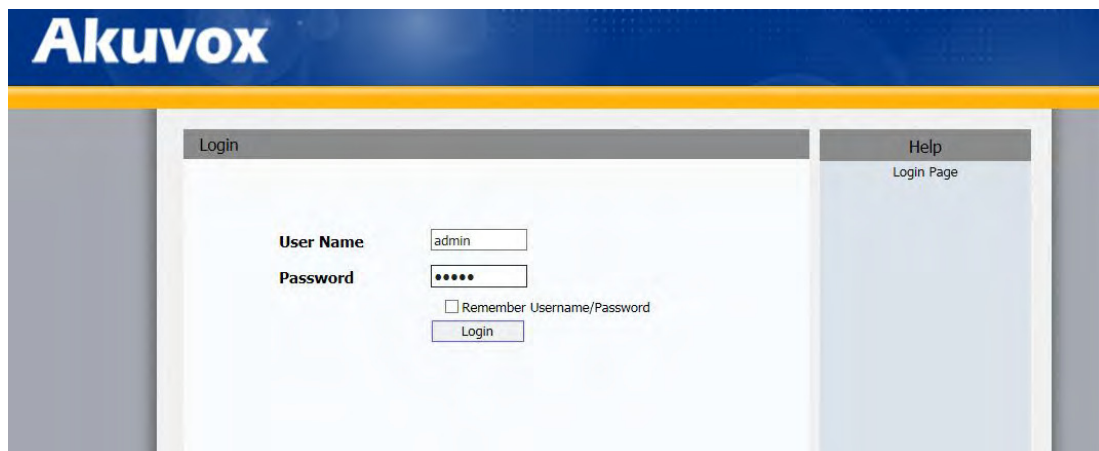 Akuvox
Login
Help
Login Page
User Name
admin
Password
•••••
Remember Username/Password
Login